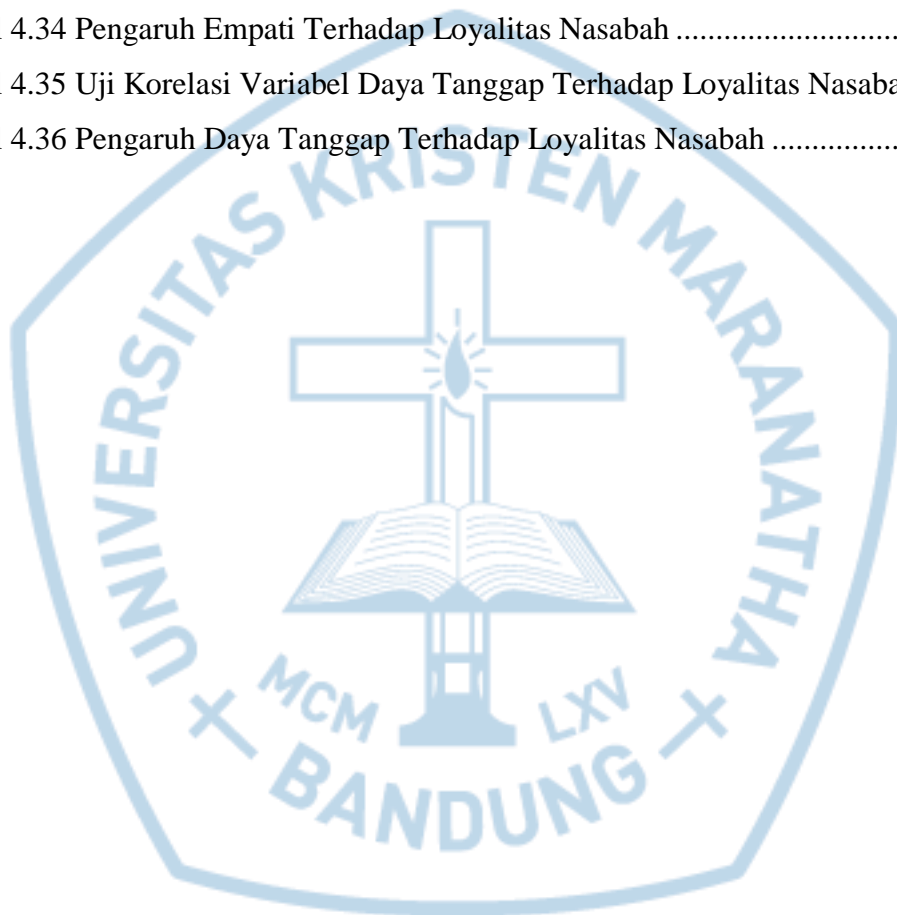 4.34 Pengaruh Empati Terhadap Loyalitas Nasabah ............................
4.35 Uji Korelasi Variabel Daya Tanggap Terhadap Loyalitas
4.36 Pengaruh Daya Tanggap Terhadap Loyalitas Nasabah ................
UNIVERSITAS KRISTEN MARANATHA
MCM LXV
BANDUNG